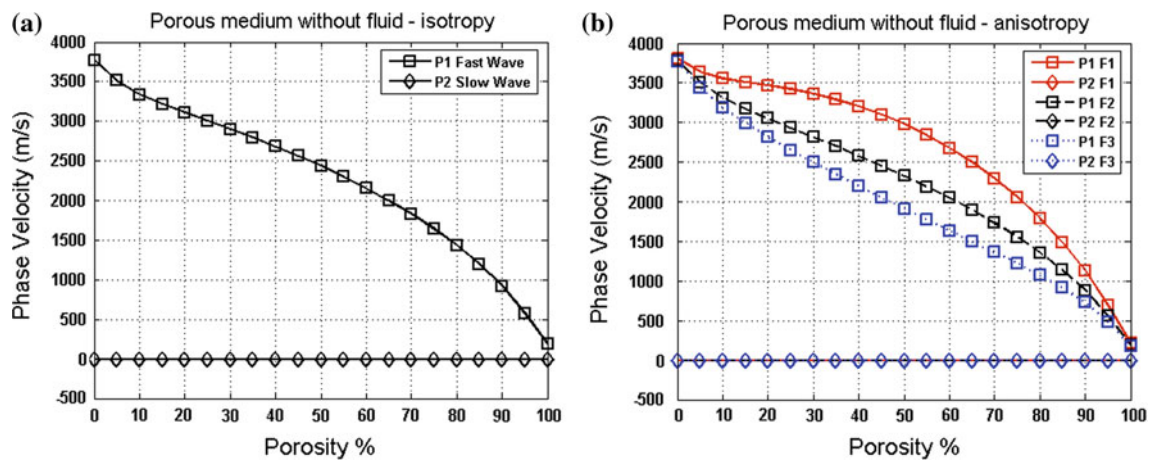 (a)
Porous medium without fluid - isotropy
4000
3500
3000
2500
2000
1500
1000
500
0
-500
Phase Velocity (m/s)
P1 Fast Wave
P2 Slow Wave
0 10 20 30 40 50 60 70 80 90 100
Porosity %
(b)
Porous medium without fluid - anisotropy
4000
3500
3000
2500
2000
1500
1000
500
0
-500
Phase Velocity (m/s)
P1 F1
P2 F1
P1 F2
P2 F2
P1 F3
P2 F3
0 10 20 30 40 50 60 70 80 90 100
Porosity %